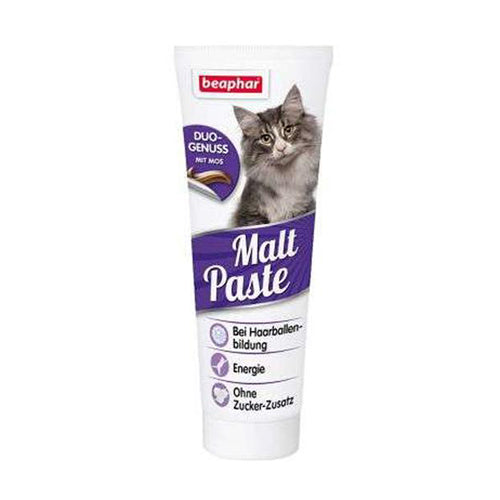 beaphar
DUO-
GENUSS
MIT MOS
Malt
Paste
Bei Haarballen-
bildung
Energie
Ohne
Zucker-Zusatz